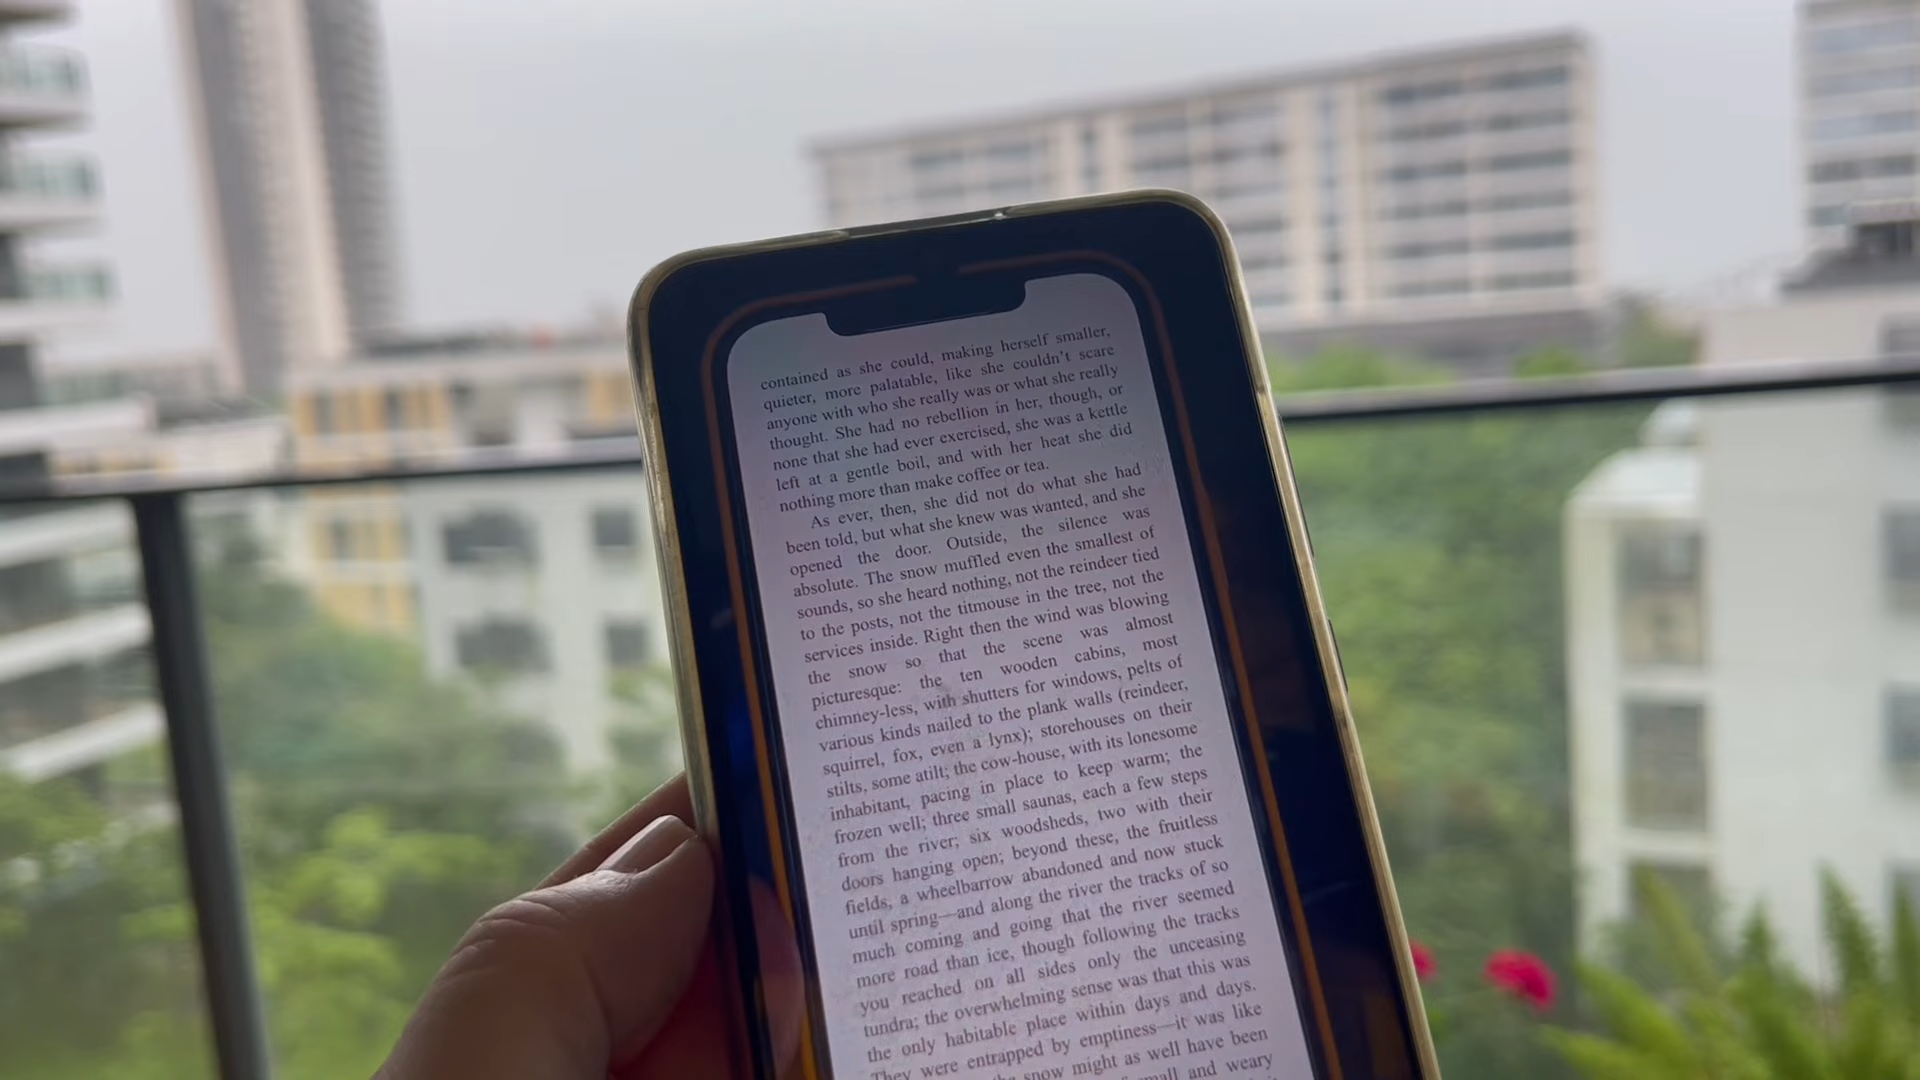 contained as she could, making herself smaller,
quieter, more palatable, like she couldn't scare
anyone with who she really was or what she really
thought. She had no rebellion in her, though, or
none that she had ever exercised, she was a kettle
left at a gentle boil, and with her heat she did
nothing more than make coffee or tea.
As ever, then, she did not do what she had
been told, but what she knew was wanted, and she
opened the door. Outside, the silence was
absolute. The snow muffled even the smallest of
sounds, so she heard nothing, not the reindeer tied
to the posts, not the titmouse in the tree, not the
services inside. Right then the wind was blowing
the snow so that the scene was almost
picturesque: the ten wooden cabins, most
chimney-less, with shutters for windows, pelts of
various kinds nailed to the plank walls (reindeer,
squirrel, fox, even a lynx); storehouses on their
stilts, some atilt; the cow-house, with its lonesome
inhabitant, pacing in place to keep warm; the
frozen well; three small saunas, each a few steps
from the river; six woodsheds, two with their
doors hanging open; beyond these, the fruitless
fields, a wheelbarrow abandoned and now stuck
until spring—and along the river the tracks of so
much coming and going that the river seemed
more road than ice, though following the tracks
you reached on all sides only the unceasing
tundra; the overwhelming sense was that this was
the only habitable place within days and days.
They were entrapped by emptiness—it was like
snow might as well have been
small and weary